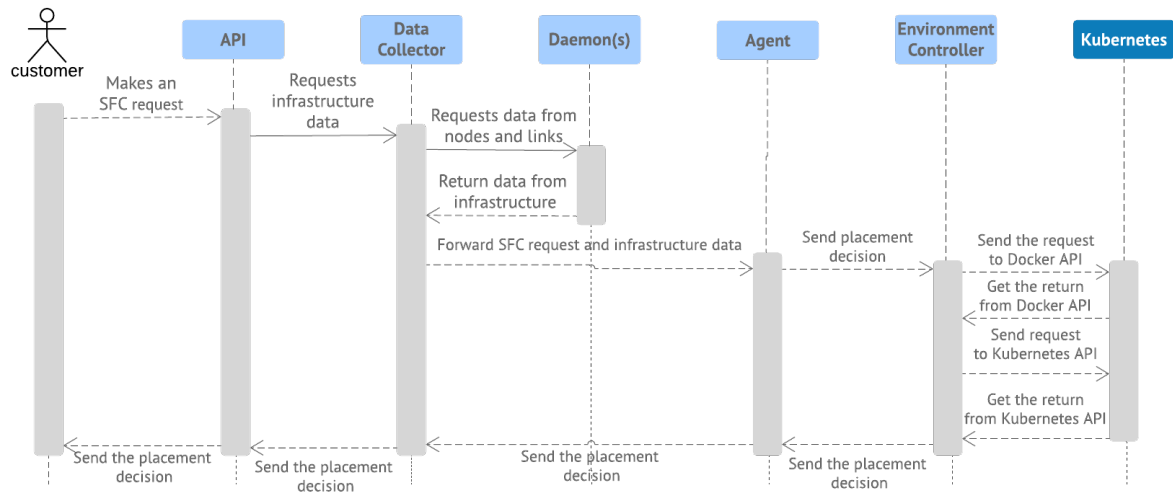 customer
API
Data
Collector
Daemon(s)
Agent
Environment
Controller
Kubernetes
Makes an
SFC request
Requests
infrastructure
data
Requests data from
nodes and links
Return data from
infrastructure
Forward SFC request and infrastructure data
Send placement
decision
Send the request
to Docker API
Get the return
from Docker API
Send request
to Kubernetes API
Get the return
from Kubernetes API
Send the placement
decision
Send the placement
decision
Send the placement
decision
Send the placement
decision